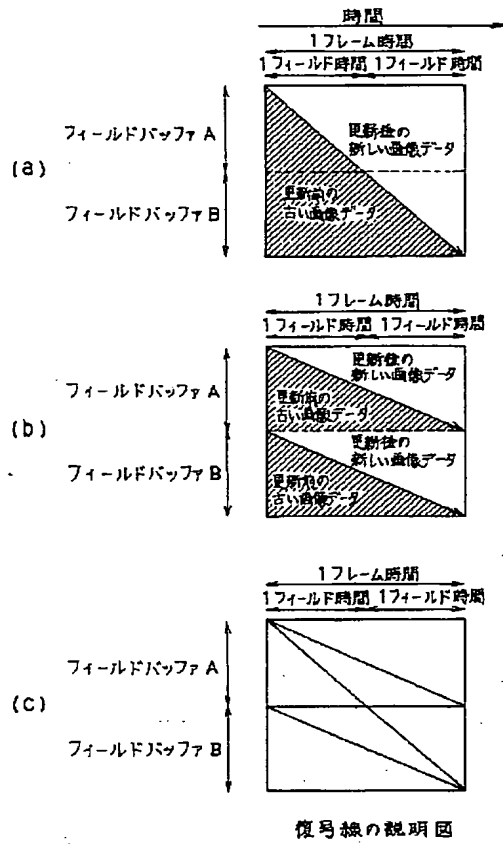 時間
1フレーム時間
1フィールド時間 1フィールド時間
フィールドバッファA
更新後の
新しい画像データ
(a)
フィールドバッファB
更新前の
古い画像データ
1フレーム時間
1フィールド時間 1フィールド時間
フィールドバッファA
更新後の
新しい画像データ
更新前の
古い画像データ
(b)
フィールドバッファB
更新後の
新しい画像データ
更新前の
古い画像データ
1フレーム時間
1フィールド時間 1フィールド時間
フィールドバッファA
(c)
フィールドバッファB
復号線の説明図